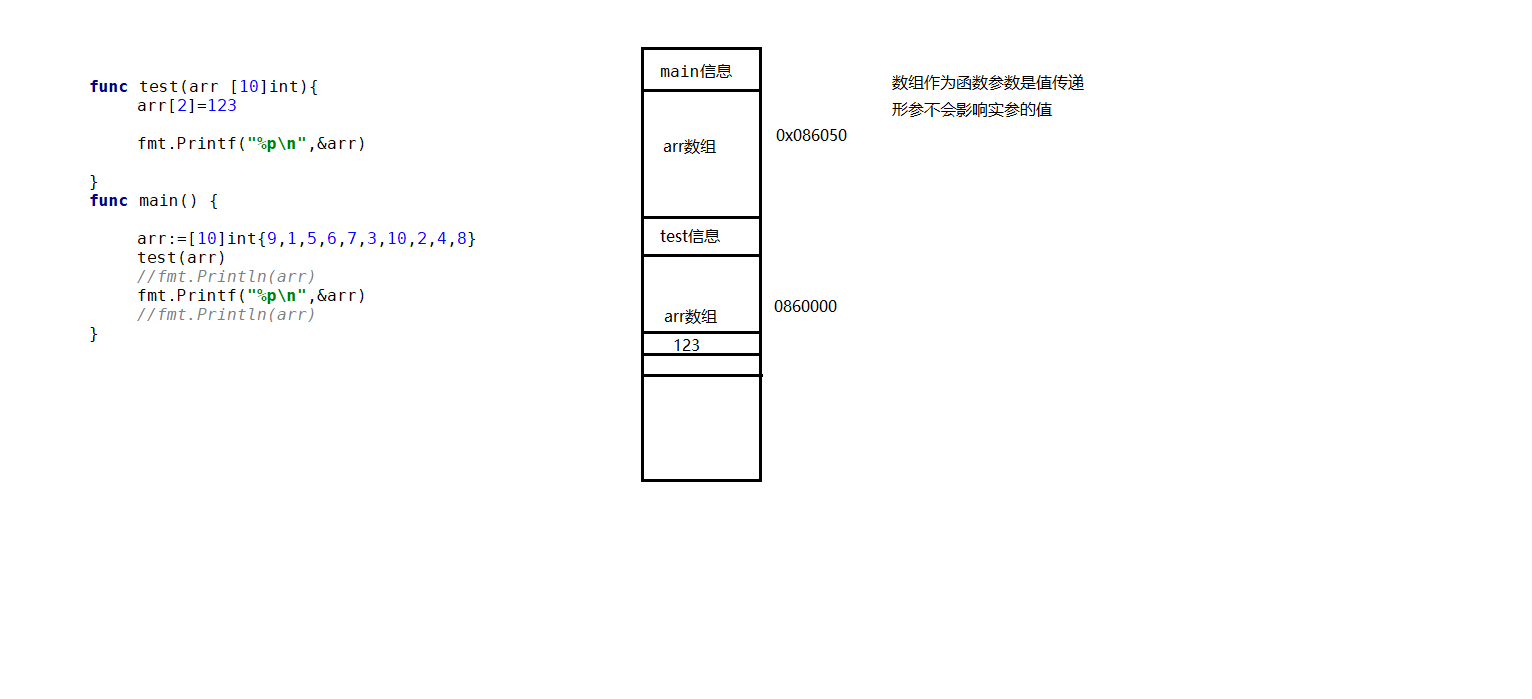 func test(arr [10]int){
arr[2]=123
fmt.Printf("%p\n",&arr)
}
func main() {
arr:=[10]int{9,1,5,6,7,3,10,2,4,8}
test(arr)
//fmt.Println(arr)
fmt.Printf("%p\n",&arr)
//fmt.Println(arr)
}
main信息
arr数组
0x086050
test信息
arr数组
0860000
123
数组作为函数参数是值传递
形参不会影响实参的值